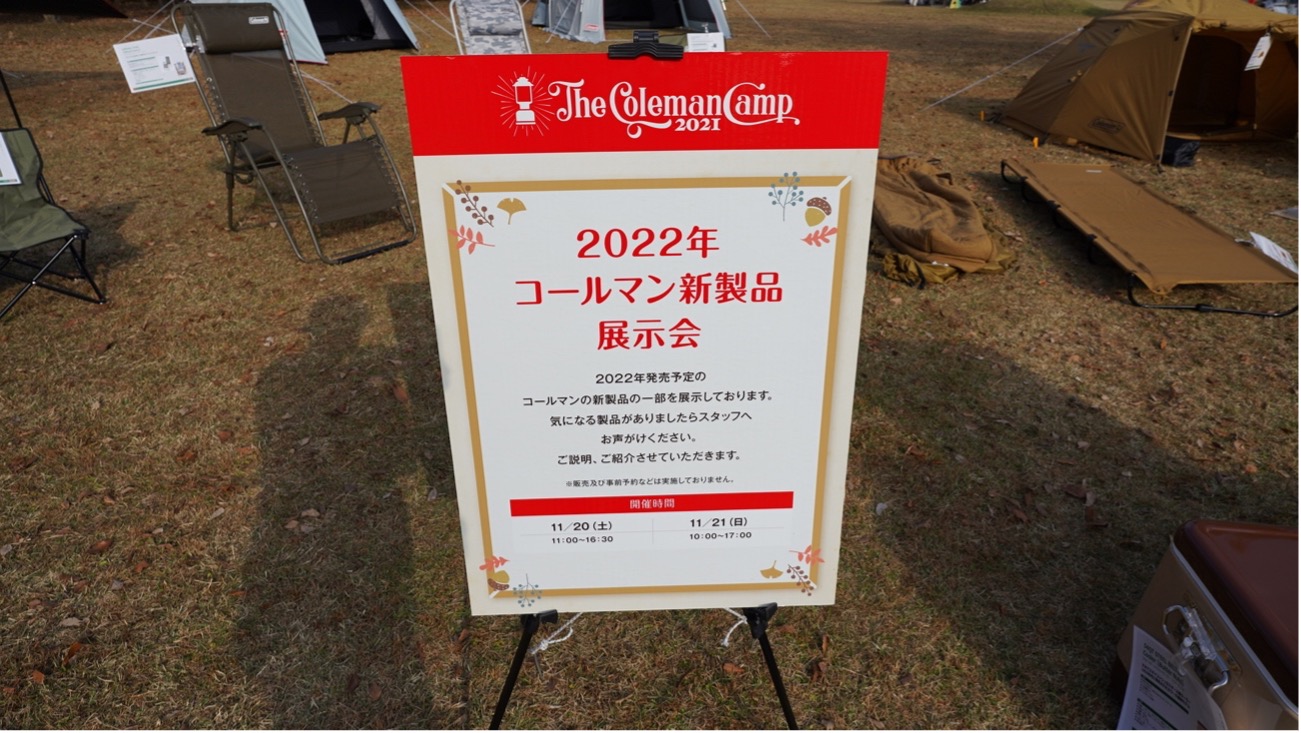 The Coleman Camp
2021
2022年
コールマン新製品
展示会
2022年発売予定の
コールマンの新製品の一部を展示しております。
気になる製品がありましたらスタッフへ
お声がけください。
ご説明、ご紹介させていただきます。
※販売及び事前予約などは実施しておりません。
開催時間
11/20（土） 11/21（日）
11:00~16:30 10:00~17:00